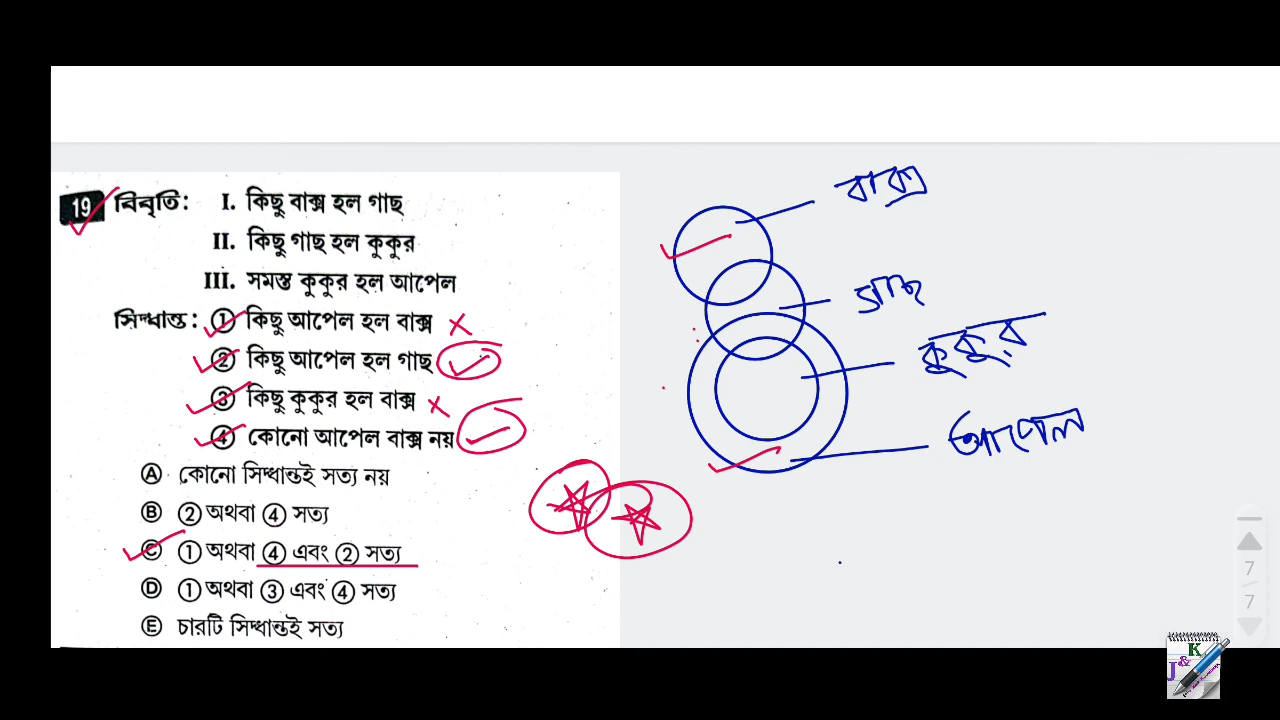 19 বিবৃতি: I. কিছু বাক্স হল গাছ
II. কিছু গাছ হল কুকুর
III. সমস্ত কুকুর হল আপেল
সিদ্ধান্ত: ① কিছু আপেল হল বাক্স
② কিছু আপেল হল গাছ
③ কিছু কুকুর হল বাক্স
④ কোনো আপেল বাক্স নয়
Ⓐ কোনো সিদ্ধান্তই সত্য নয়
Ⓑ ② অথবা ④ সত্য
Ⓒ ① অথবা ④ এবং ② সত্য
Ⓓ ① অথবা ③ এবং ④ সত্য
Ⓔ চারটি সিদ্ধান্তই সত্য
বাক্স
গাছ
কুকুর
আপেল
7
7
J & K